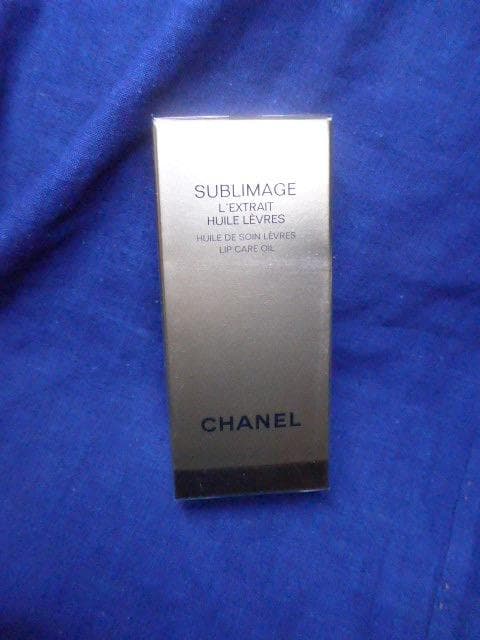 SUBLIMAGE
L'EXTRAIT
HUILE LÈVRES
HUILE DE SOIN LÈVRES
LIP CARE OIL
CHANEL